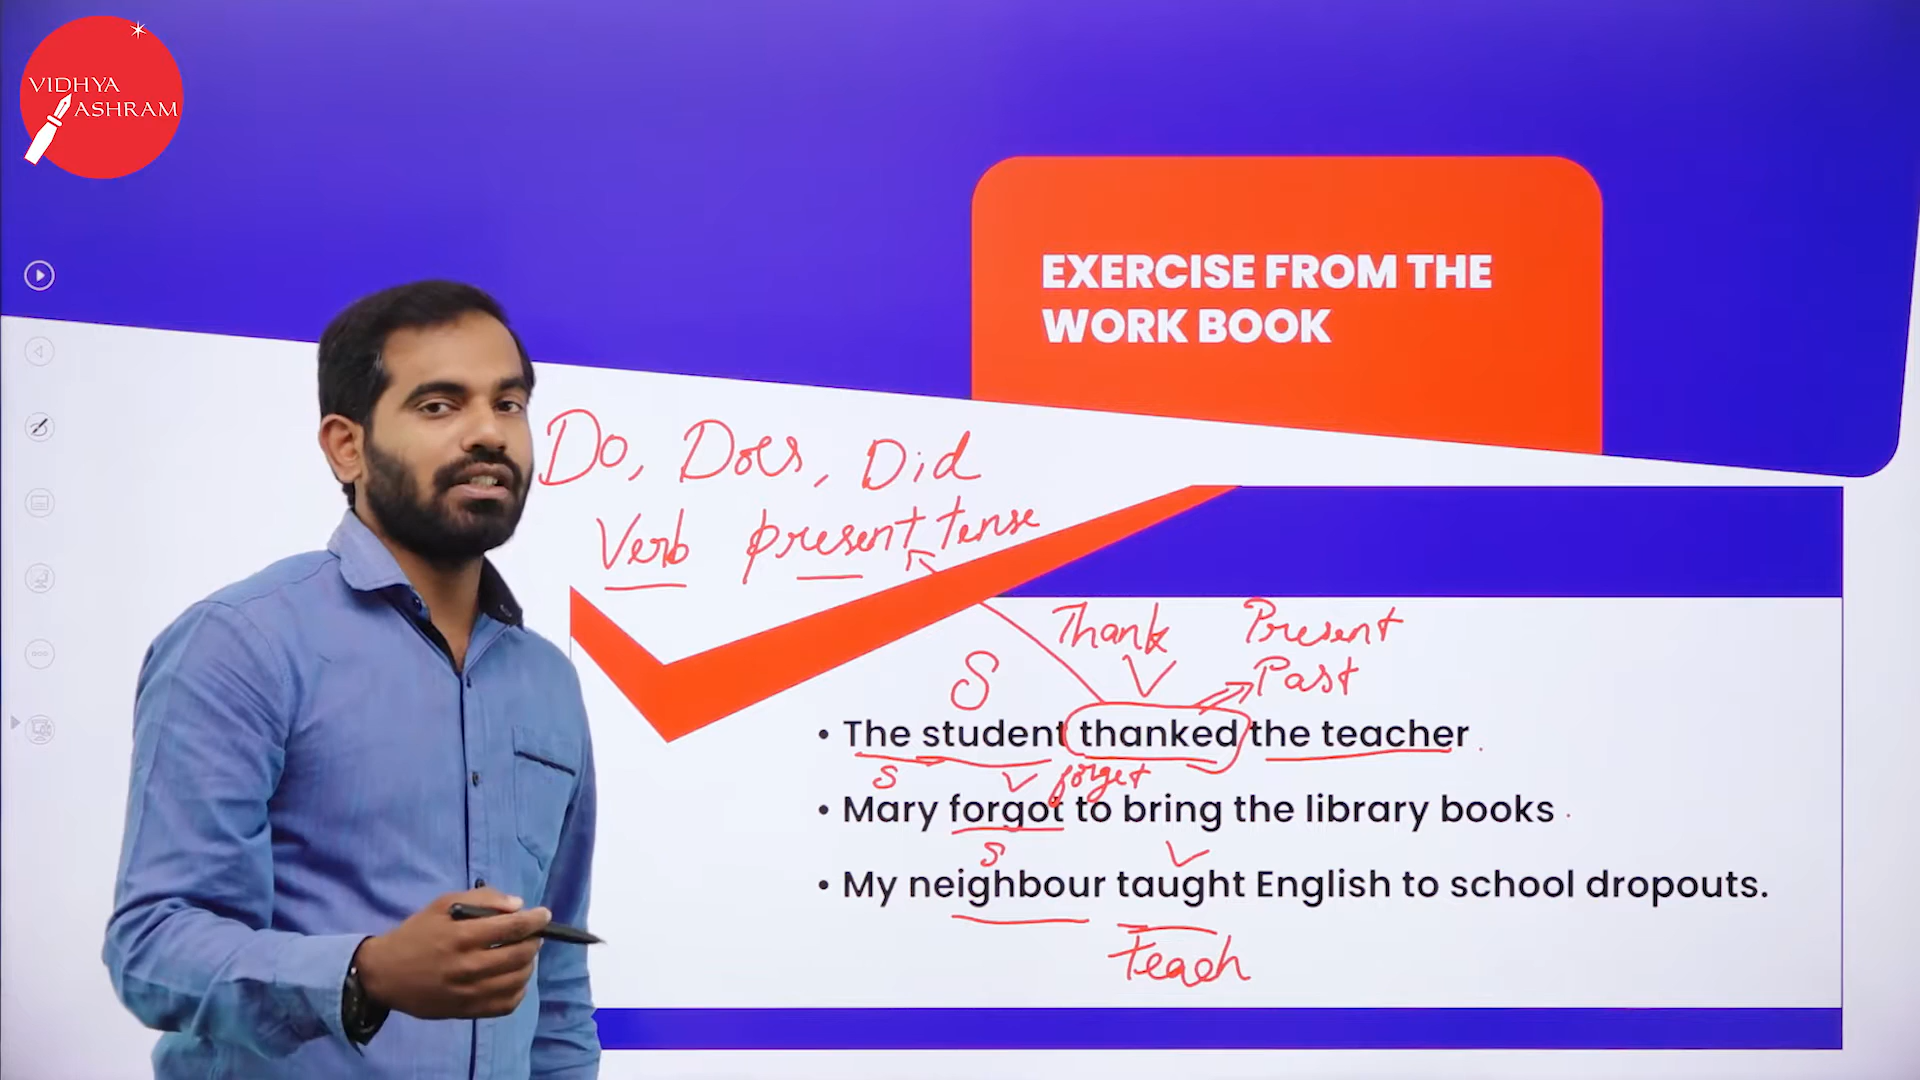 VIDHYA
ASHRAM
EXERCISE FROM THE
WORK BOOK
Do, Does, Did
Verb present tense
Thank Present
S V Past
• The student thanked the teacher.
S V forget
• Mary forgot to bring the library books.
S V
• My neighbour taught English to school dropouts.
Teach